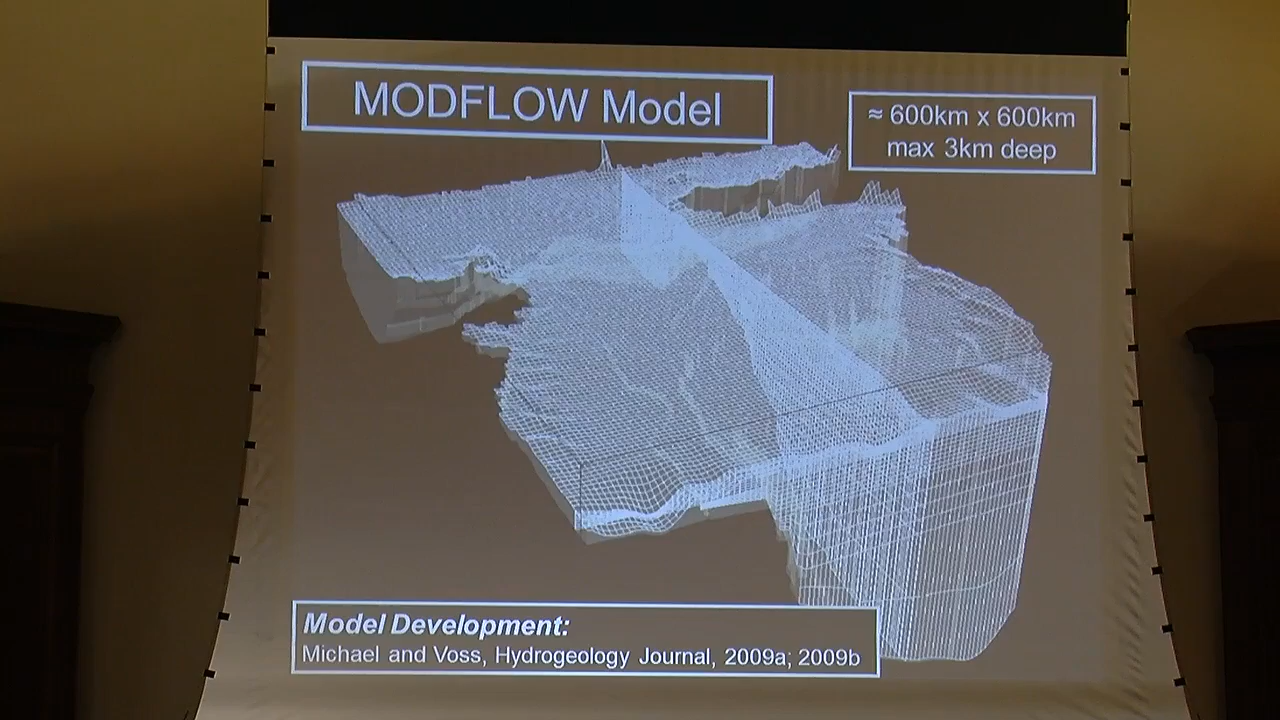 MODFLOW Model
≈ 600km x 600km
max 3km deep
Model Development:
Michael and Voss, Hydrogeology Journal, 2009a; 2009b